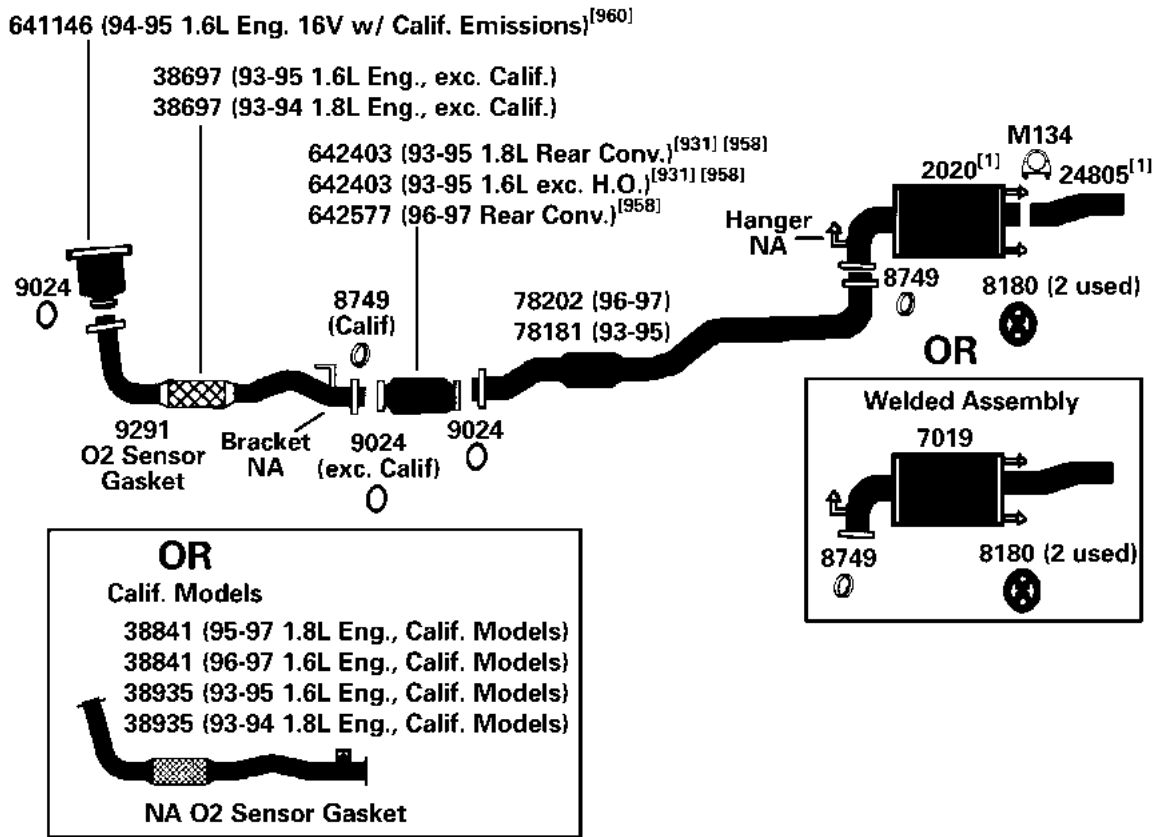 641146 (94-95 1.6L Eng. 16V w/ Calif. Emissions)[960]
38697 (93-95 1.6L Eng., exc. Calif.)
38697 (93-94 1.8L Eng., exc. Calif.)
642403 (93-95 1.8L Rear Conv.)[931] [958]
642403 (93-95 1.6L exc. H.O.)[931] [958]
642577 (96-97 Rear Conv.)[958]
M134
2020[1]
24805[1]
Hanger
NA
9024
8749
(Calif)
78202 (96-97)
78181 (93-95)
8749
8180 (2 used)
OR
9291
O2 Sensor
Gasket
Bracket
NA
9024
(exc. Calif)
9024
Welded Assembly
7019
8749
8180 (2 used)
OR
Calif. Models
38841 (95-97 1.8L Eng., Calif. Models)
38841 (96-97 1.6L Eng., Calif. Models)
38935 (93-95 1.6L Eng., Calif. Models)
38935 (93-94 1.8L Eng., Calif. Models)
NA O2 Sensor Gasket